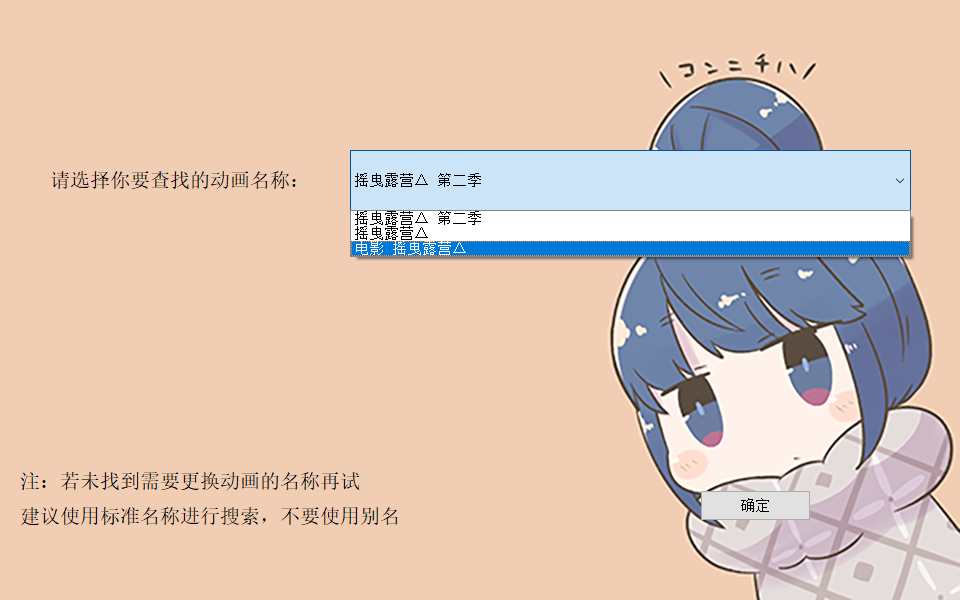 コンニチハ
请选择你要查找的动画名称：
摇曳露营△ 第二季
摇曳露营△ 第二季
摇曳露营△
电影 摇曳露营△
注：若未找到需要更换动画的名称再试
建议使用标准名称进行搜索，不要使用别名
确定